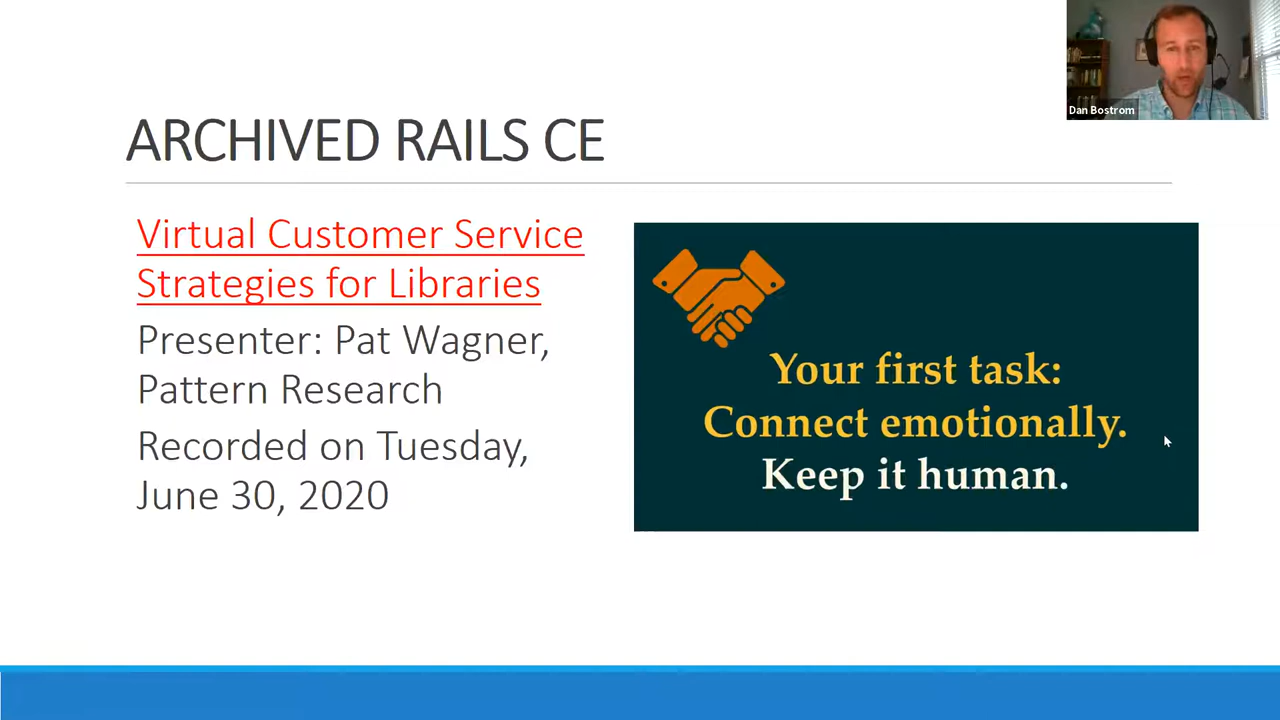 Dan Bostrom
ARCHIVED RAILS CE
Virtual Customer Service
Strategies for Libraries
Presenter: Pat Wagner,
Pattern Research
Recorded on Tuesday,
June 30, 2020
Your first task:
Connect emotionally.
Keep it human.